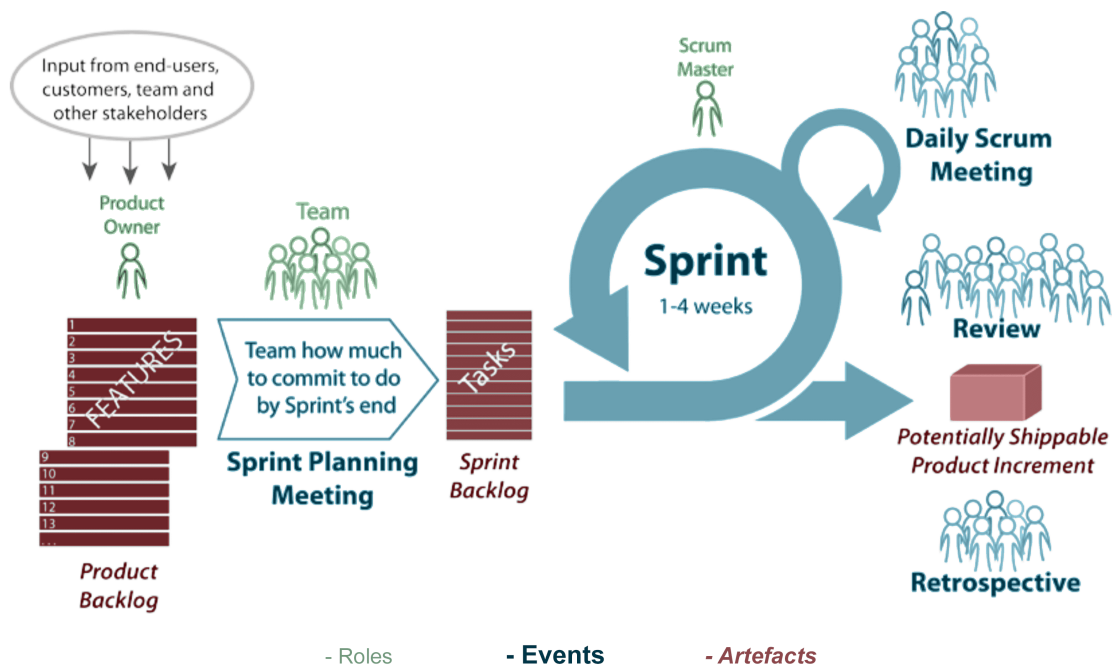 Input from end-users,
customers, team and
other stakeholders
Product
Owner
Team
1
2
3
4
5
6
7
8
FEATURES
9
10
11
12
13
...
Product
Backlog
Team how much
to commit to do
by Sprint's end
Sprint Planning
Meeting
Tasks
Sprint
Backlog
Scrum
Master
Sprint
1-4 weeks
Daily Scrum
Meeting
Review
Potentially Shippable
Product Increment
Retrospective
- Roles
- Events
- Artefacts